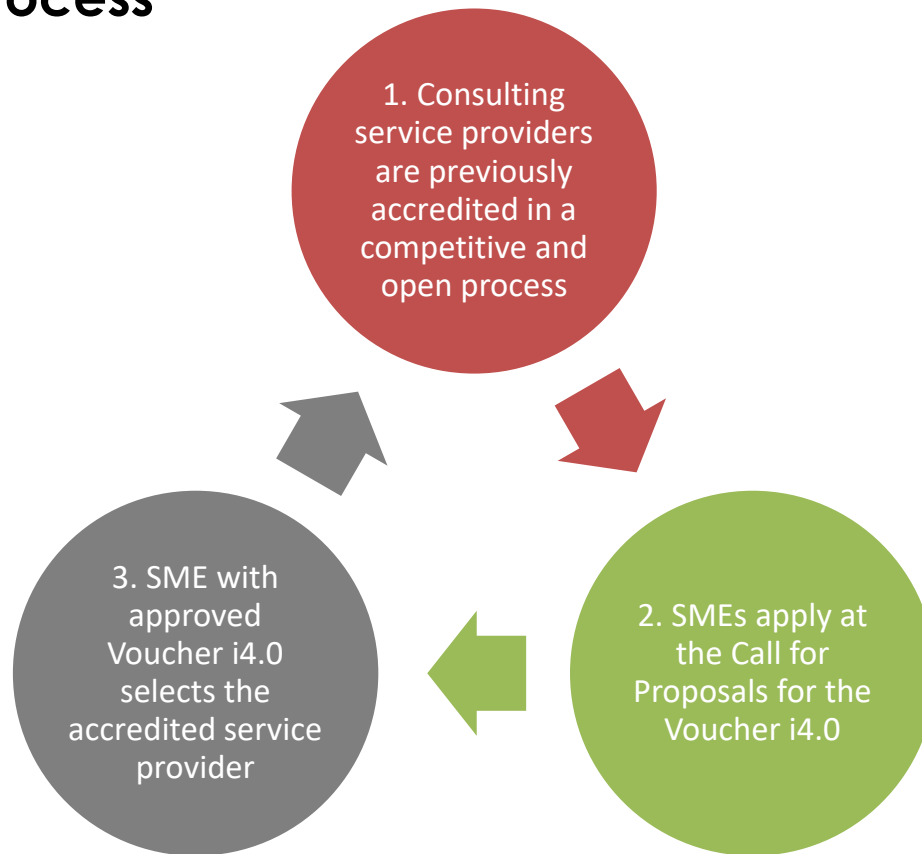 ocess
1. Consulting
service providers
are previously
accredited in a
competitive and
open process
2. SMEs apply at
the Call for
Proposals for the
Voucher i4.0
3. SME with
approved
Voucher i4.0
selects the
accredited service
provider